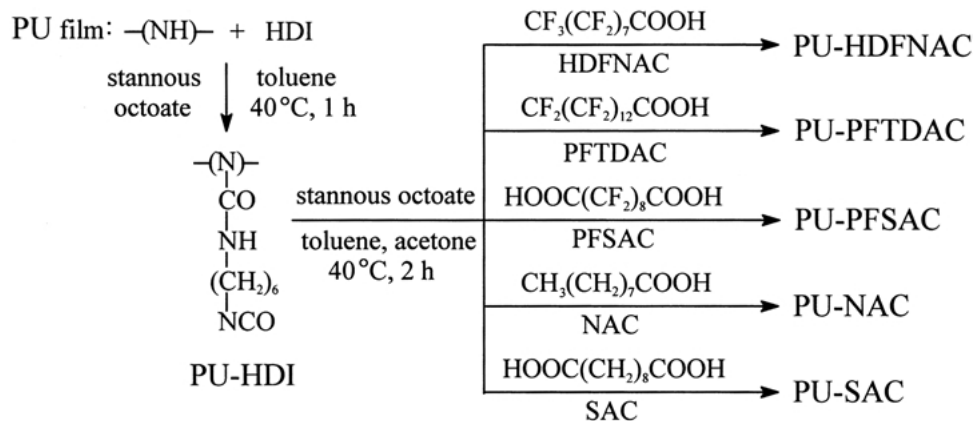 PU film: —(NH)— + HDI
stannous octoate
toluene
40°C, 1 h
—(N)—
CO
NH
(CH₂)₆
NCO
PU-HDI
stannous octoate
toluene, acetone
40°C, 2 h
CF₃(CF₂)₇COOH
HDFNAC
PU-HDFNAC
CF₂(CF₂)₁₂COOH
PFTDAC
PU-PFTDAC
HOOC(CF₂)₈COOH
PFSAC
PU-PFSAC
CH₃(CH₂)₇COOH
NAC
PU-NAC
HOOC(CH₂)₈COOH
SAC
PU-SAC